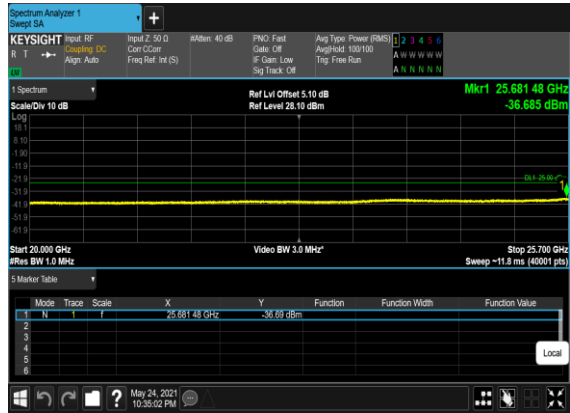 Spectrum Analyzer 1
Swept SA
+
KEYSIGHT Input: RF Input Z: 50 Ω #Atten: 40 dB PNO: Fast Avg Type: Power (RMS) 1 2 3 4 5 6
R T Coupling: DC Corr CCorr Gate: Off Avg|Hold: 100/100 A W W W W W
Align: Auto Freq Ref: Int (S) IF Gain: Low Trig: Free Run
Sig Track: Off A N N N N N
1 Spectrum Ref Lvl Offset 5.10 dB Mkr1 25.681 48 GHz
Scale/Div 10 dB Ref Level 28.10 dBm -36.685 dBm
Log
18.1
8.10
-1.90
-11.9
-21.9
DL1 -25.00
-31.9
1
-41.9
-51.9
-61.9
Start 20.000 GHz Video BW 3.0 MHz* Stop 25.700 GHz
#Res BW 1.0 MHz Sweep ~11.8 ms (40001 pts)
5 Marker Table
Mode Trace Scale X Y Function Function Width Function Value
1 N 1 f 25.681 48 GHz -36.69 dBm
2
3
4
5
6
Local
? May 24, 2021
10:35:02 PM